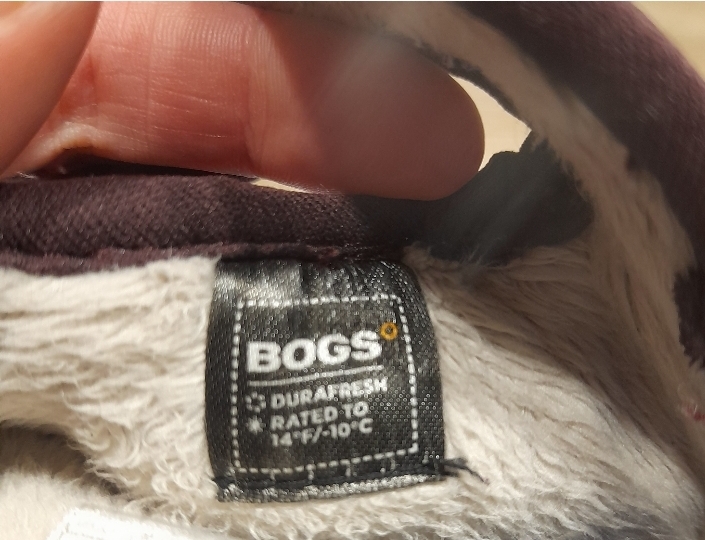 BOGS°
DURAFRESH
RATED TO
14°F/-10°C